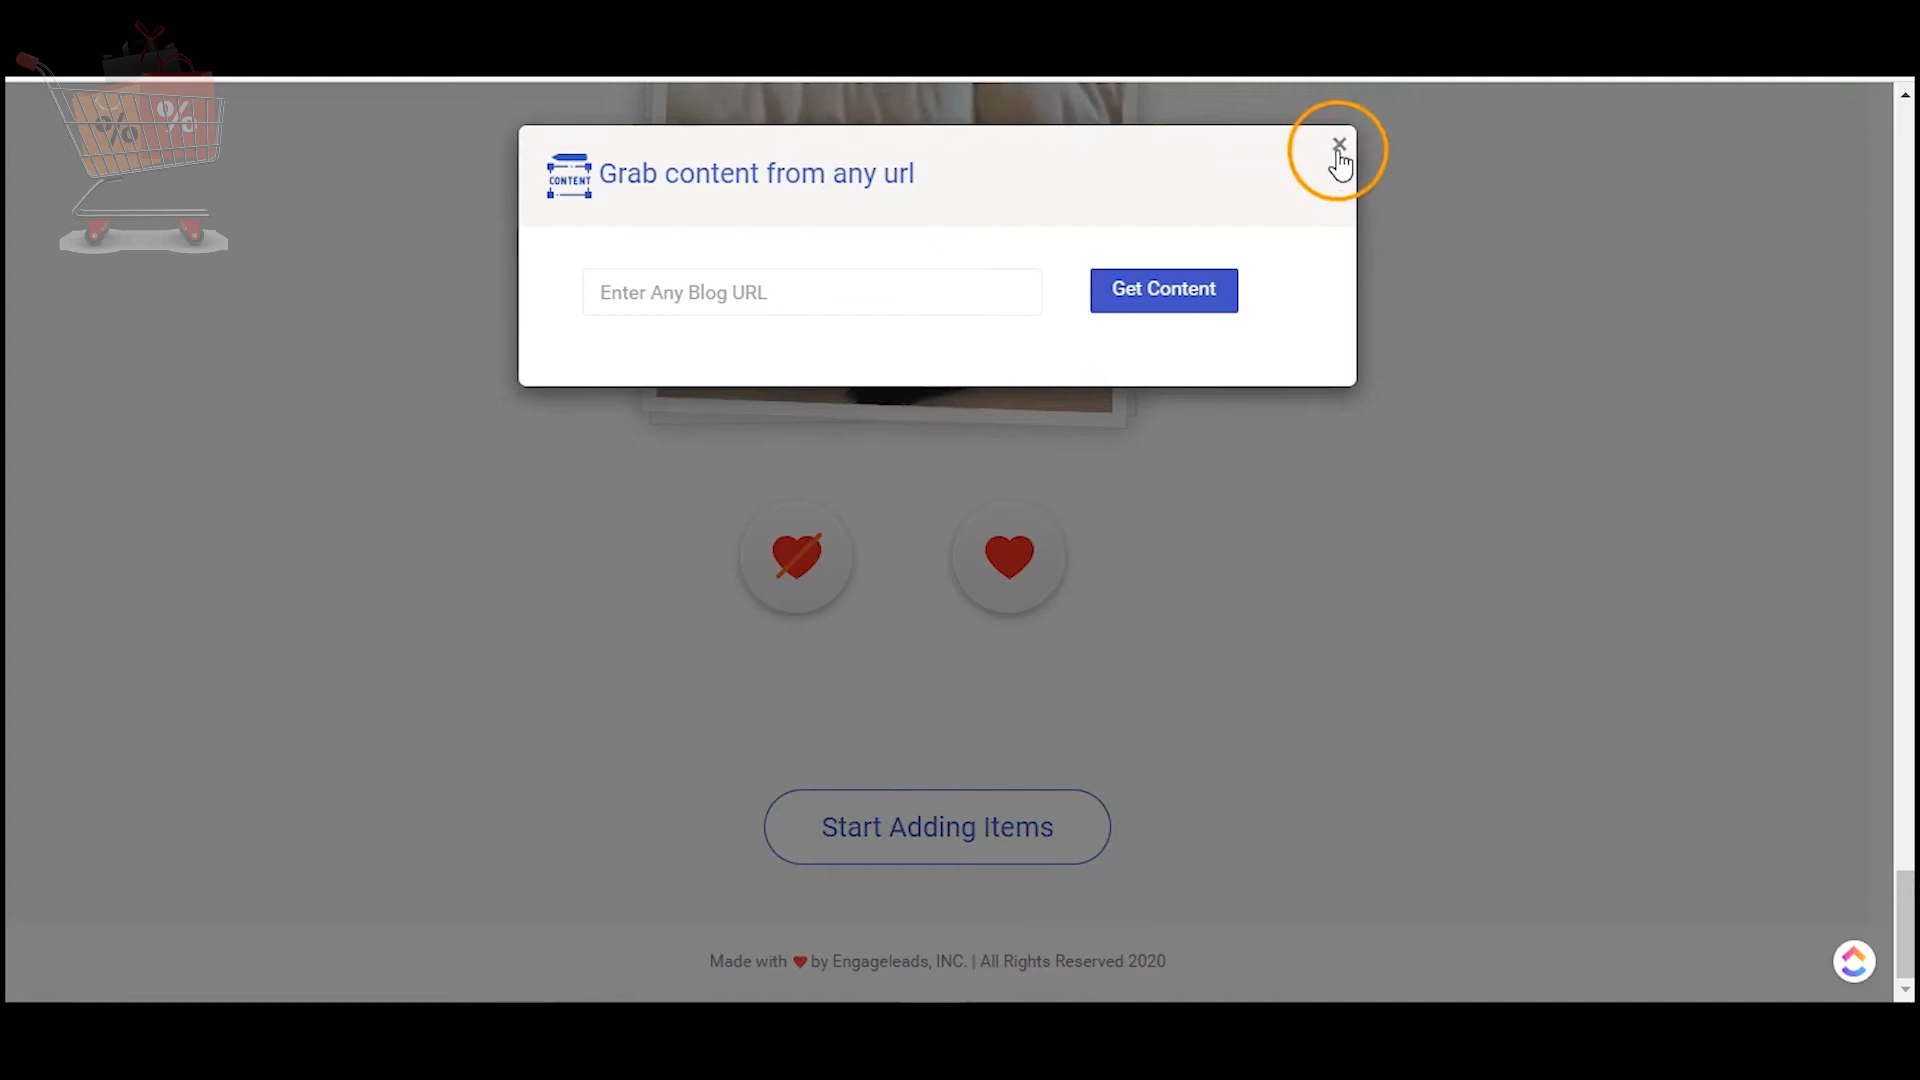 % %
CONTENT
Grab content from any url
Enter Any Blog URL
Get Content
Start Adding Items
Made with ❤ by Engageleads, INC. | All Rights Reserved 2020